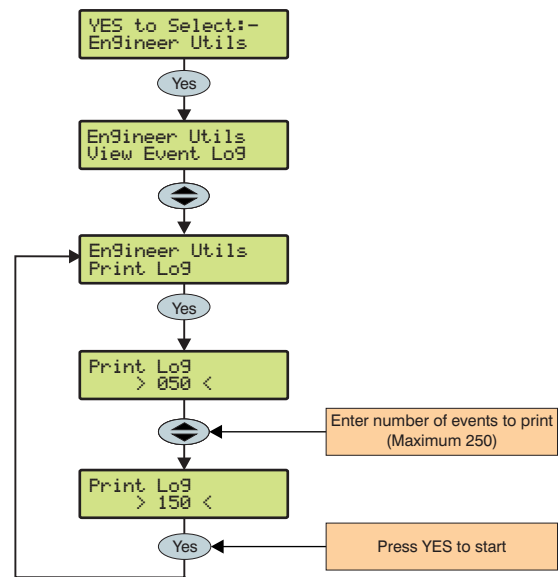 YES to Select:-
Engineer Utils
Yes
Engineer Utils
View Event Log
Engineer Utils
Print Log
Yes
Print Log
> 050 <
Enter number of events to print
(Maximum 250)
Print Log
> 150 <
Yes
Press YES to start